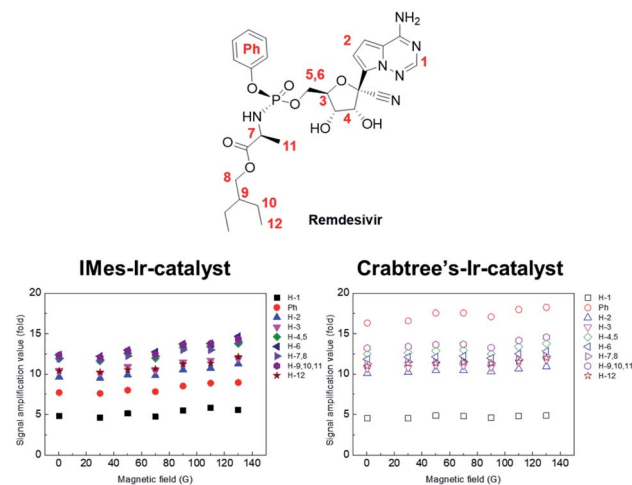 NH₂
Ph
2
N
N
N
1
O
O
P
O
5,6
O
3
N
HN
HO
4
OH
7
11
O
O
8
9
10
12
Remdesivir
IMes-Ir-catalyst
Crabtree's-Ir-catalyst
Signal amplification value (fold)
20
15
10
5
0
0 20 40 60 80 100 120 140
Magnetic field (G)
H-1
Ph
H-2
H-3
H-4,5
H-6
H-7,8
H-9,10,11
H-12
Signal amplification value (fold)
20
15
10
5
0
0 20 40 60 80 100 120 140
Magnetic field (G)
H-1
Ph
H-2
H-3
H-4,5
H-6
H-7,8
H-9,10,11
H-12